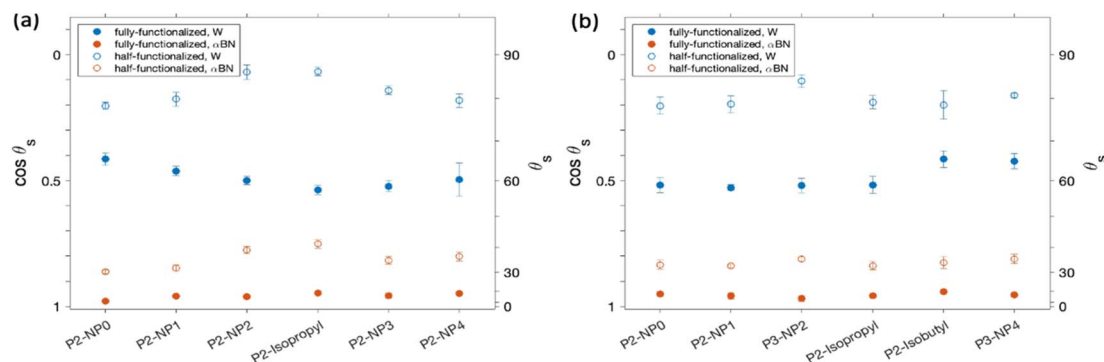 (a)
fully-functionalized, W
fully-functionalized, αBN
half-functionalized, W
half-functionalized, αBN
cos θs
0
0.5
1
90
60
30
0
θs
P2-NP0
P2-NP1
P2-NP2
P2-Isopropyl
P2-NP3
P2-NP4
(b)
fully-functionalized, W
fully-functionalized, αBN
half-functionalized, W
half-functionalized, αBN
cos θs
0
0.5
1
90
60
30
0
θs
P2-NP0
P2-NP1
P3-NP2
P2-Isopropyl
P2-Isobutyl
P3-NP4